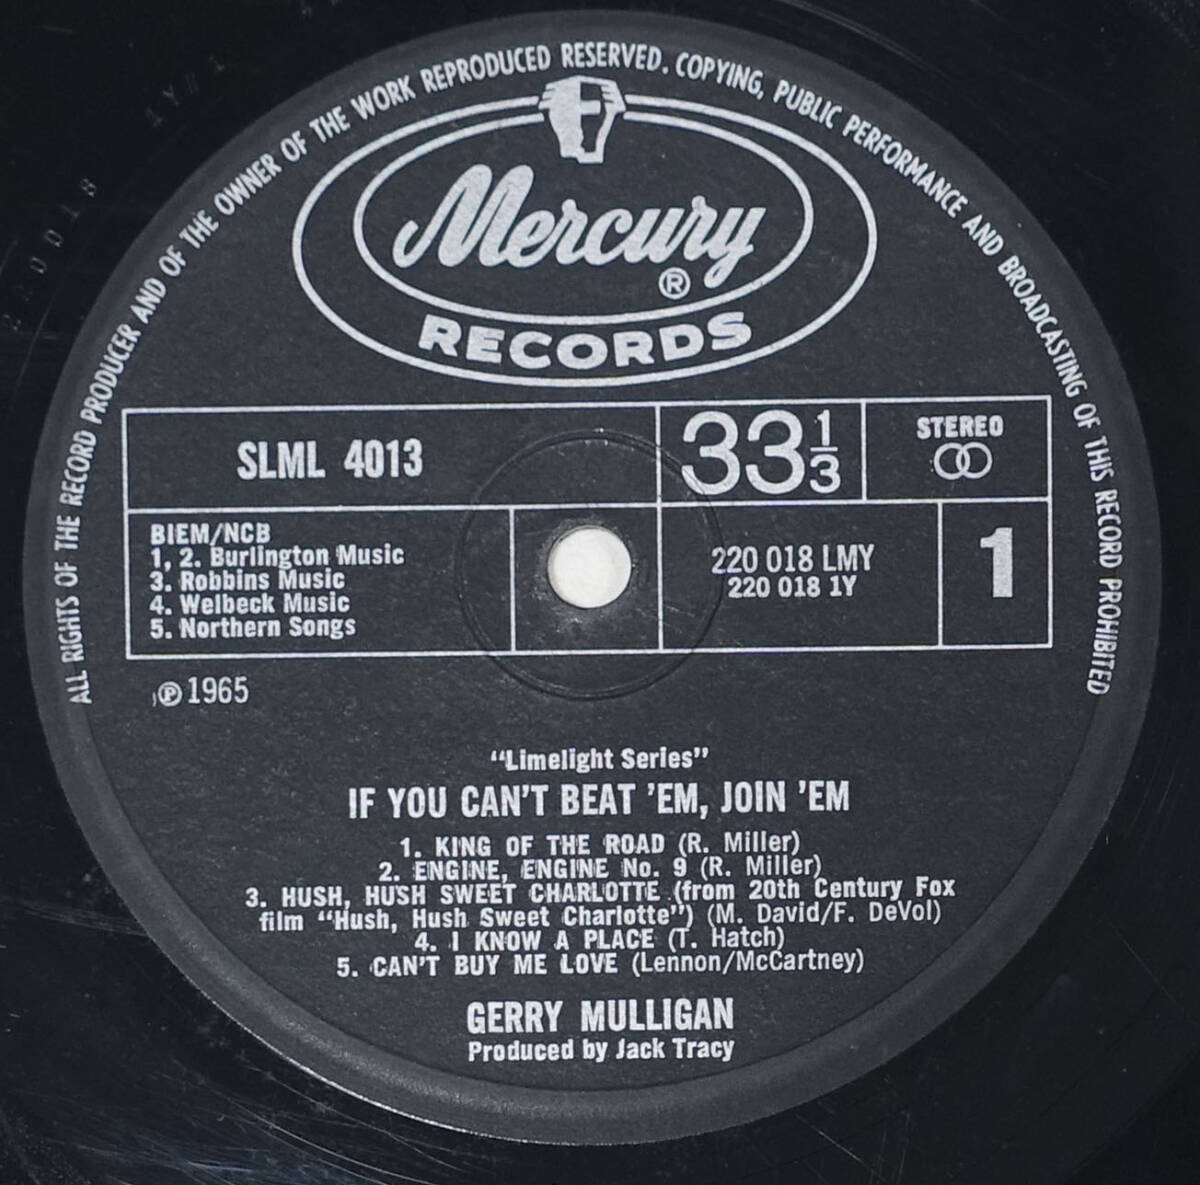 ALL RIGHTS OF THE RECORD PRODUCER AND OF THE OWNER OF THE WORK REPRODUCED RESERVED. COPYING, PUBLIC PERFORMANCE AND BROADCASTING OF THIS RECORD PROHIBITED
Mercury
®
RECORDS
SLML 4013
33 1/3
STEREO
BIEM/NCB
1, 2. Burlington Music
3. Robbins Music
4. Welbeck Music
5. Northern Songs
220 018 LMY
220 018 1Y
1
℗ 1965
“Limelight Series”
IF YOU CAN'T BEAT 'EM, JOIN 'EM
1. KING OF THE ROAD (R. Miller)
2. ENGINE, ENGINE No. 9 (R. Miller)
3. HUSH, HUSH SWEET CHARLOTTE (from 20th Century Fox
film “Hush, Hush Sweet Charlotte”) (M. David/F. DeVol)
4. I KNOW A PLACE (T. Hatch)
5. CAN'T BUY ME LOVE (Lennon/McCartney)
GERRY MULLIGAN
Produced by Jack Tracy